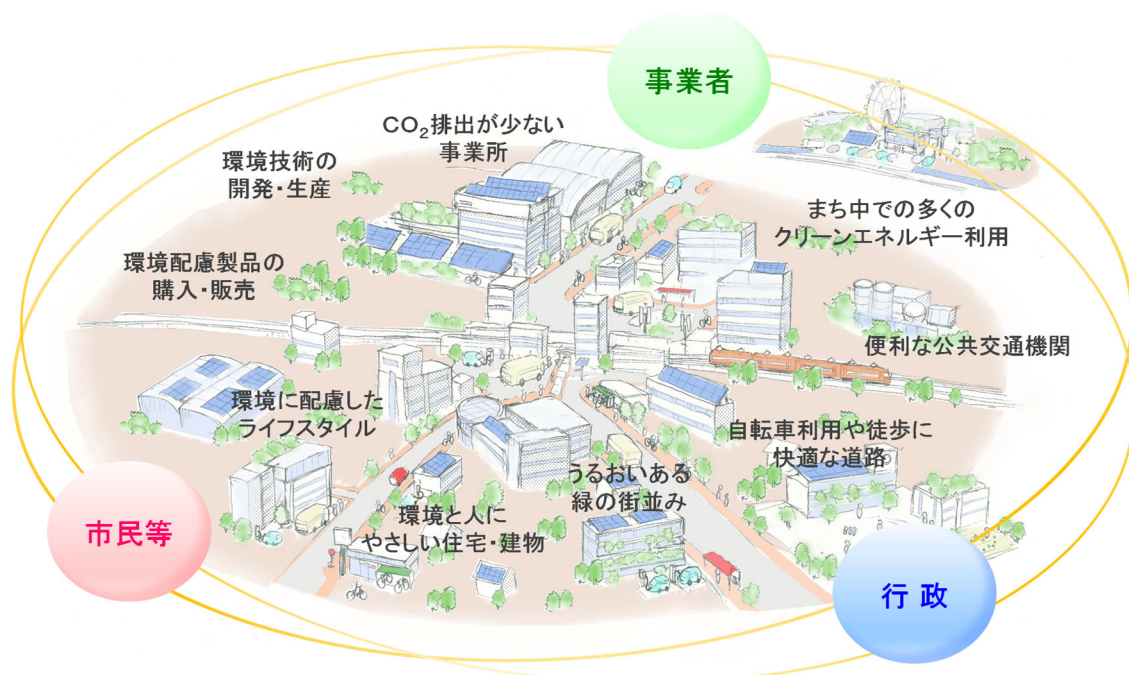 事業者
CO₂排出が少ない
事業所
環境技術の
開発・生産
まち中での多くの
クリーンエネルギー利用
環境配慮製品の
購入・販売
便利な公共交通機関
環境に配慮した
ライフスタイル
自転車利用や徒歩に
快適な道路
うるおいある
緑の街並み
環境と人に
やさしい住宅・建物
市民等
行 政